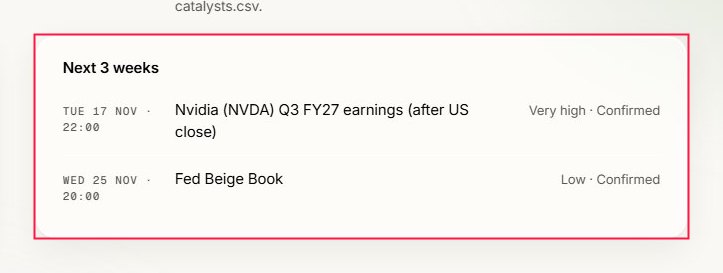 catalysts.csv.
Next 3 weeks
TUE 17 NOV ·
22:00
Nvidia (NVDA) Q3 FY27 earnings (after US
close)
Very high · Confirmed
WED 25 NOV ·
20:00
Fed Beige Book
Low · Confirmed